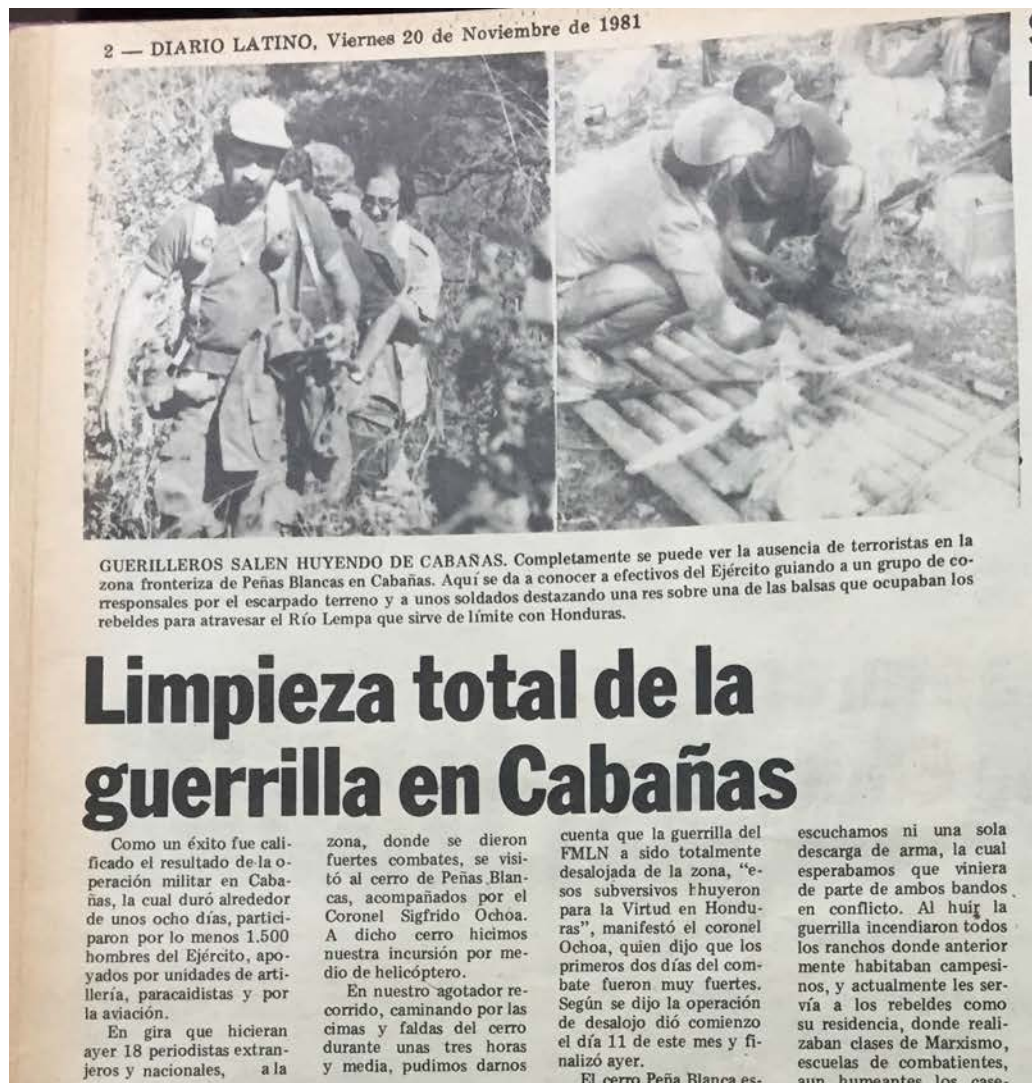 2 — DIARIO LATINO, Viernes 20 de Noviembre de 1981
GUERILLEROS SALEN HUYENDO DE CABAÑAS. Completamente se puede ver la ausencia de terroristas en la
zona fronteriza de Peñas Blancas en Cabañas. Aquí se da a conocer a efectivos del Ejército guiando a un grupo de co-
rresponsales por el escarpado terreno y a unos soldados destazando una res sobre una de las balsas que ocupaban los
rebeldes para atravesar el Río Lempa que sirve de límite con Honduras.
Limpieza total de la
guerrilla en Cabañas
Como un éxito fue cali-
ficado el resultado de la o-
peración militar en Caba-
ñas, la cual duró alrededor
de unos ocho días, partici-
paron por lo menos 1.500
hombres del Ejército, apo-
yados por unidades de arti-
llería, paracaidistas y por
la aviación.
En gira que hicieran
ayer 18 periodistas extran-
jeros y nacionales, a la
zona, donde se dieron
fuertes combates, se visi-
tó al cerro de Peñas Blan-
cas, acompañados por el
Coronel Sigfrido Ochoa.
A dicho cerro hicimos
nuestra incursión por me-
dio de helicóptero.
En nuestro agotador re-
corrido, caminando por las
cimas y faldas del cerro
durante unas tres horas
y media, pudimos darnos
cuenta que la guerrilla del
FMLN a sido totalmente
desalojada de la zona, "e-
sos subversivos huyeron
para la Virtud en Hondu-
ras", manifestó el coronel
Ochoa, quien dijo que los
primeros dos días del com-
bate fueron muy fuertes.
Según se dijo la operación
de desalojo dió comienzo
el día 11 de este mes y fi-
nalizó ayer.
El cerro Peña Blanca es-
escuchamos ni una sola
descarga de arma, la cual
esperabamos que viniera
de parte de ambos bandos
en conflicto. Al huir la
guerrilla incendiaron todos
los ranchos donde anterior
mente habitaban campesi-
nos, y actualmente les ser-
vía a los rebeldes como
su residencia, donde reali-
zaban clases de Marxismo,
escuelas de combatientes,
aun humeantes los case-